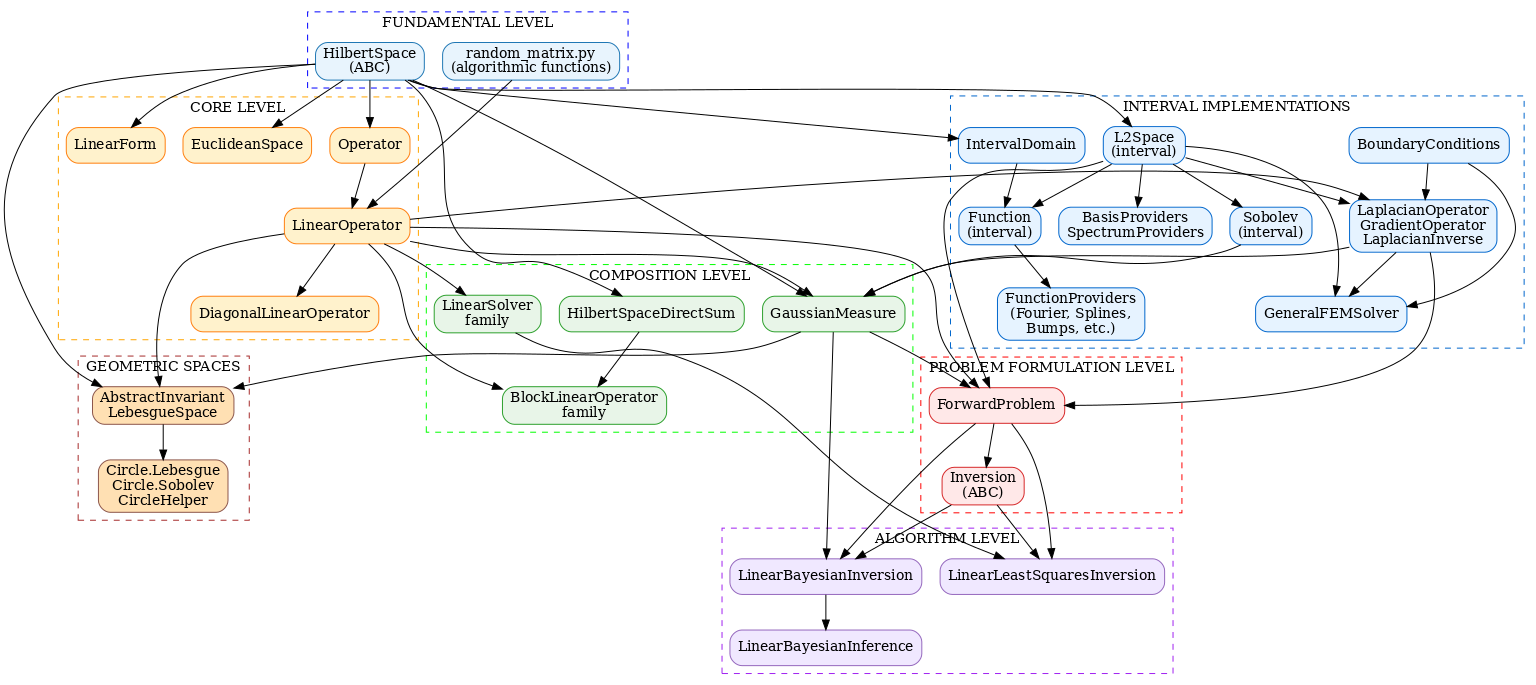 FUNDAMENTAL LEVEL
HilbertSpace
(ABC)
random_matrix.py
(algorithmic functions)
CORE LEVEL
LinearForm
EuclideanSpace
Operator
LinearOperator
DiagonalLinearOperator
INTERVAL IMPLEMENTATIONS
IntervalDomain
L2Space
(interval)
BoundaryConditions
Function
(interval)
BasisProviders
SpectrumProviders
Sobolev
(interval)
LaplacianOperator
GradientOperator
LaplacianInverse
FunctionProviders
(Fourier, Splines,
Bumps, etc.)
GeneralFEMSolver
COMPOSITION LEVEL
LinearSolver
family
HilbertSpaceDirectSum
GaussianMeasure
BlockLinearOperator
family
GEOMETRIC SPACES
AbstractInvariant
LebesgueSpace
Circle.Lebesgue
Circle.Sobolev
CircleHelper
PROBLEM FORMULATION LEVEL
ForwardProblem
Inversion
(ABC)
ALGORITHM LEVEL
LinearBayesianInversion
LinearLeastSquaresInversion
LinearBayesianInference